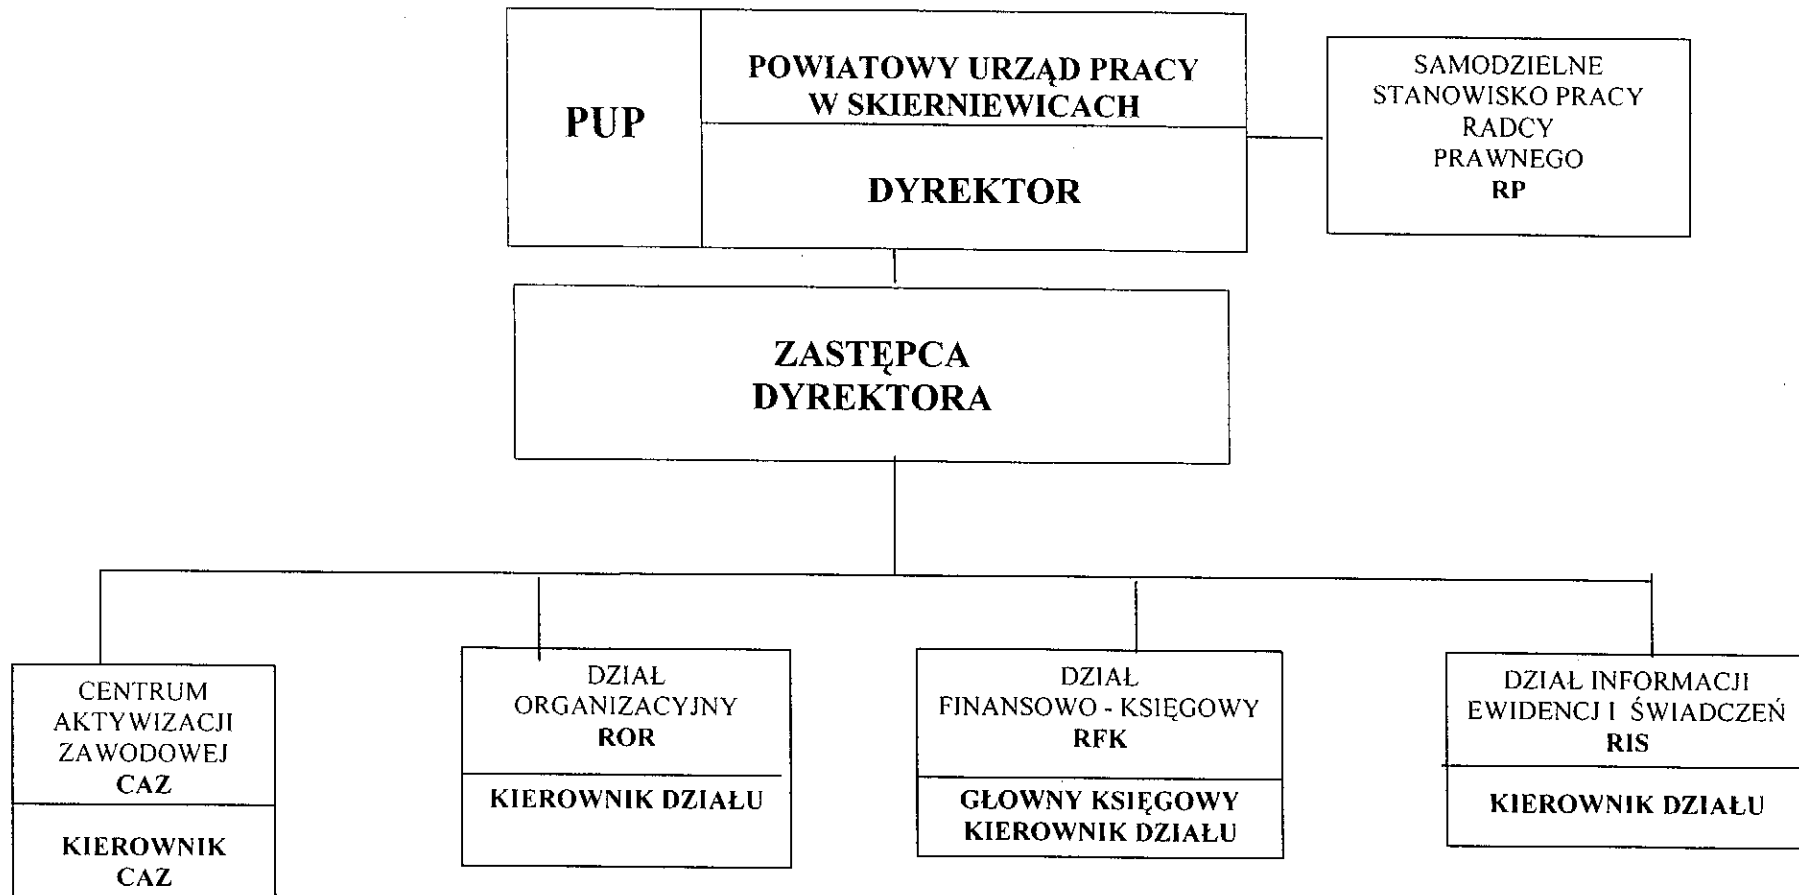 PUP
POWIATOWY URZĄD PRACY
W SKIERNIEWICACH
DYREKTOR
SAMODZIELNE
STANOWISKO PRACY
RADCY
PRAWNEGO
RP
ZASTĘPCA
DYREKTORA
CENTRUM
AKTYWIZACJI
ZAWODOWEJ
CAZ
KIEROWNIK
CAZ
DZIAŁ
ORGANIZACYJNY
ROR
KIEROWNIK DZIAŁU
DZIAŁ
FINANSOWO - KSIĘGOWY
RFK
GŁOWNY KSIĘGOWY
KIEROWNIK DZIAŁU
DZIAŁ INFORMACJI
EWIDENCJ I ŚWIADCZEŃ
RIS
KIEROWNIK DZIAŁU